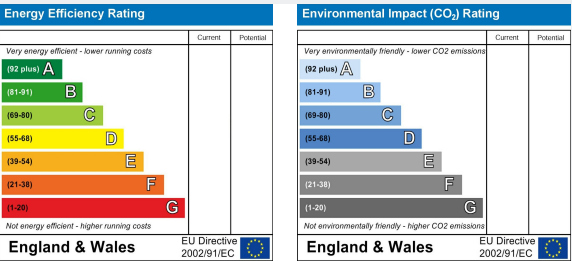 Energy Efficiency Rating
Current Potential
Very energy efficient - lower running costs
(92 plus) A
(81-91) B
(69-80) C
(55-68) D
(39-54) E
(21-38) F
(1-20) G
Not energy efficient - higher running costs
England & Wales
EU Directive
2002/91/EC
Environmental Impact (CO₂) Rating
Current Potential
Very environmentally friendly - lower CO2 emissions
(92 plus) A
(81-91) B
(69-80) C
(55-68) D
(39-54) E
(21-38) F
(1-20) G
Not environmentally friendly - higher CO2 emissions
England & Wales
EU Directive
2002/91/EC